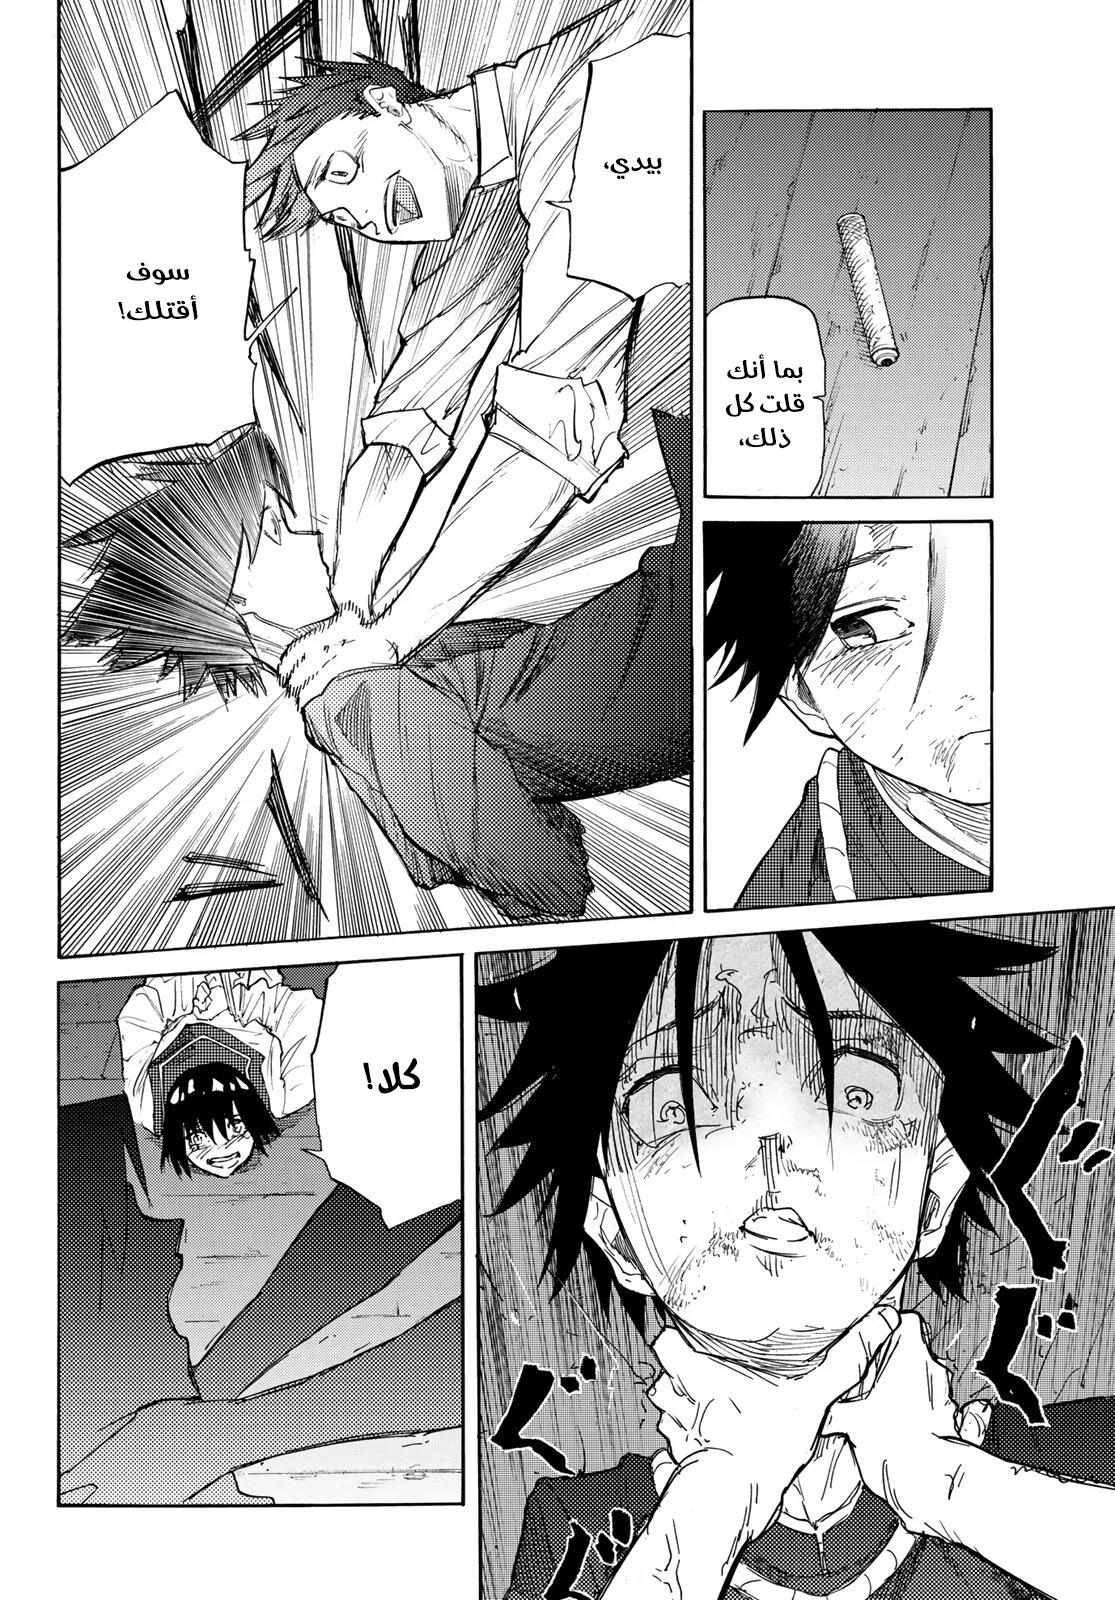 بما أنك
قلت كل
ذلك،
بيدي،
سوف
أقتلك!
كلا!